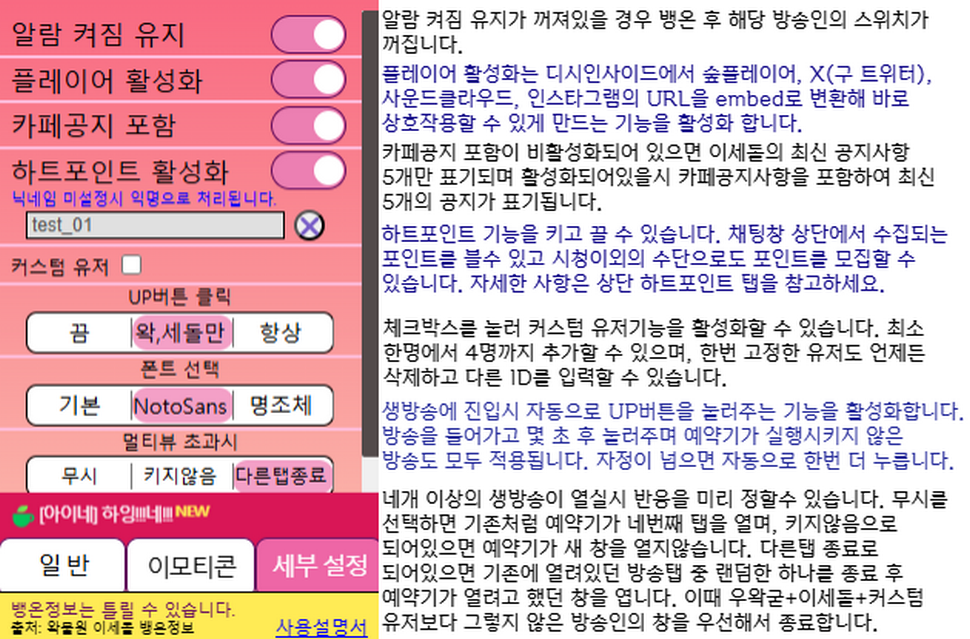 알람 켜짐 유지
플레이어 활성화
카페공지 포함
하트포인트 활성화
닉네임 미설정시 익명으로 처리됩니다.
test_01
커스텀 유저
UP버튼 클릭
끔 왁,세돌만 항상
폰트 선택
기본 NotoSans 명조체
멀티뷰 초과시
무시 키지않음 다른탭종료
[아이네] 하잉!!!네!!! NEW
일반 이모티콘 세부 설정
뱅온정보는 틀릴 수 있습니다.
출처: 왁물원 이세돌 뱅온정보 사용설명서
알람 켜짐 유지가 꺼져있을 경우 뱅온 후 해당 방송인의 스위치가
꺼집니다.
플레이어 활성화는 디시인사이드에서 숲플레이어, X(구 트위터),
사운드클라우드, 인스타그램의 URL을 embed로 변환해 바로
상호작용할 수 있게 만드는 기능을 활성화 합니다.
카페공지 포함이 비활성화되어 있으면 이세돌의 최신 공지사항
5개만 표기되며 활성화되어있을시 카페공지사항을 포함하여 최신
5개의 공지가 표기됩니다.
하트포인트 기능을 키고 끌 수 있습니다. 채팅창 상단에서 수집되는
포인트를 볼수 있고 시청이외의 수단으로도 포인트를 모집할 수
있습니다. 자세한 사항은 상단 하트포인트 탭을 참고하세요.
체크박스를 눌러 커스텀 유저기능을 활성화할 수 있습니다. 최소
한명에서 4명까지 추가할 수 있으며, 한번 고정한 유저도 언제든
삭제하고 다른 ID를 입력할 수 있습니다.
생방송에 진입시 자동으로 UP버튼을 눌러주는 기능을 활성화합니다.
방송을 들어가고 몇 초 후 눌러주며 예약기가 실행시키지 않은
방송도 모두 적용됩니다. 자정이 넘으면 자동으로 한번 더 누릅니다.
네개 이상의 생방송이 열실시 반응을 미리 정할수 있습니다. 무시를
선택하면 기존처럼 예약기가 네번째 탭을 열며, 키지않음으로
되어있으면 예약기가 새 창을 열지않습니다. 다른탭 종료로
되어있으면 기존에 열려있던 방송탭 중 랜덤한 하나를 종료 후
예약기가 열려고 했던 창을 엽니다. 이때 우왁굳+이세돌+커스텀
유저보다 그렇지 않은 방송인의 창을 우선해서 종료합니다.